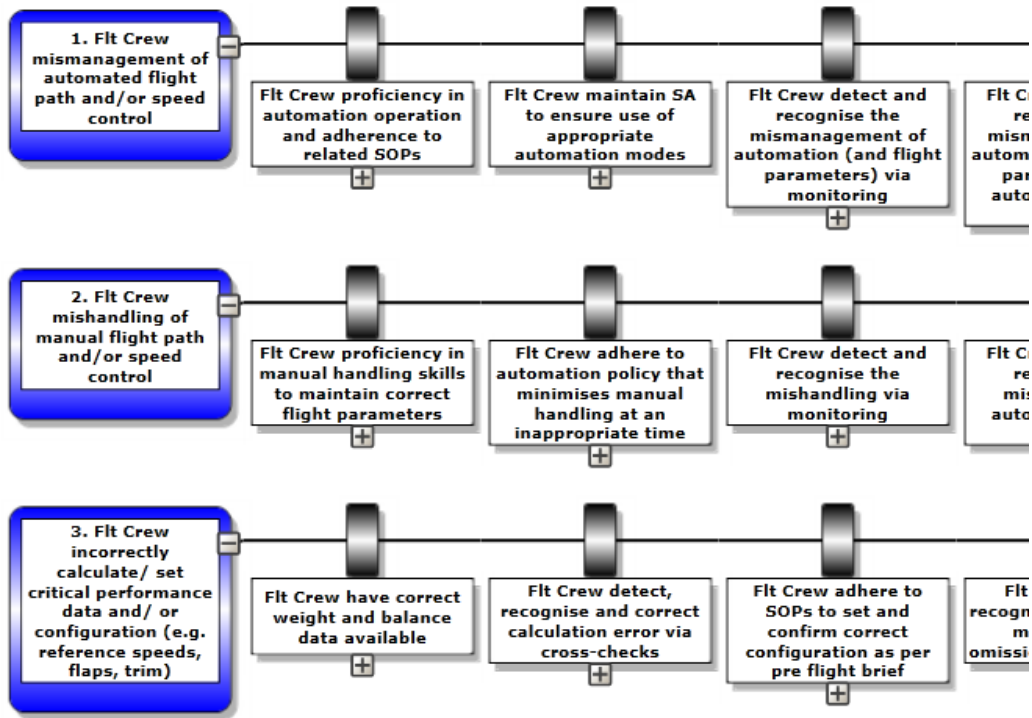 1. Flt Crew
mismanagement of
automated flight
path and/or speed
control
Flt Crew proficiency in
automation operation
and adherence to
related SOPs
Flt Crew maintain SA
to ensure use of
appropriate
automation modes
Flt Crew detect and
recognise the
mismanagement of
automation (and flight
parameters) via
monitoring
Flt
2. Flt Crew
mishandling of
manual flight path
and/or speed
control
Flt Crew proficiency in
manual handling skills
to maintain correct
flight parameters
Flt Crew adhere to
automation policy that
minimises manual
handling at an
inappropriate time
Flt Crew detect and
recognise the
mishandling via
monitoring
Flt
3. Flt Crew
incorrectly
calculate/ set
critical performance
data and/ or
configuration (e.g.
reference speeds,
flaps, trim)
Flt Crew have correct
weight and balance
data available
Flt Crew detect,
recognise and correct
calculation error via
cross-checks
Flt Crew adhere to
SOPs to set and
confirm correct
configuration as per
pre flight brief
Flt